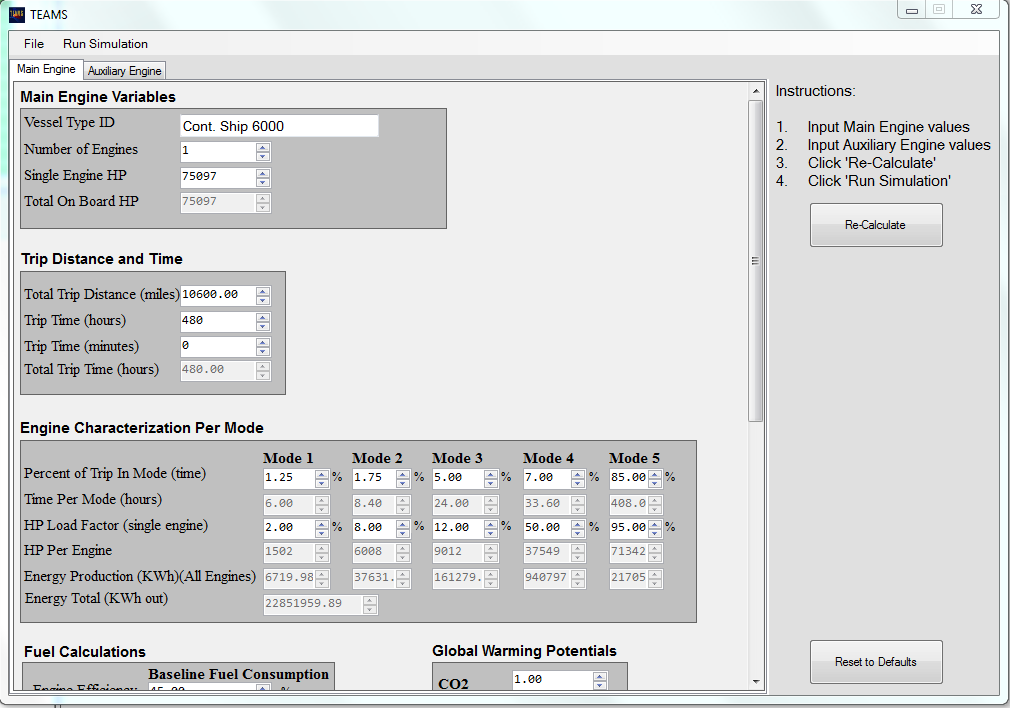 TEAMS
File Run Simulation
Main Engine Auxiliary Engine
Main Engine Variables
Vessel Type ID Cont. Ship 6000
Number of Engines 1
Single Engine HP 75097
Total On Board HP 75097
Trip Distance and Time
Total Trip Distance (miles) 10600.00
Trip Time (hours) 480
Trip Time (minutes) 0
Total Trip Time (hours) 480.00
Engine Characterization Per Mode
Mode 1 Mode 2 Mode 3 Mode 4 Mode 5
Percent of Trip In Mode (time) 1.25 % 1.75 % 5.00 % 7.00 % 85.00 %
Time Per Mode (hours) 6.00 8.40 24.00 33.60 408.0
HP Load Factor (single engine) 2.00 % 8.00 % 12.00 % 50.00 % 95.00 %
HP Per Engine 1502 6008 9012 37549 71342
Energy Production (KWh)(All Engines) 6719.98 37631. 161279. 940797 21705
Energy Total (KWh out) 22851959.89
Fuel Calculations
Baseline Fuel Consumption
Engine Efficiency 45.00 %
Global Warming Potentials
CO2 1.00
Instructions:
1. Input Main Engine values
2. Input Auxiliary Engine values
3. Click 'Re-Calculate'
4. Click 'Run Simulation'
Re-Calculate
Reset to Defaults